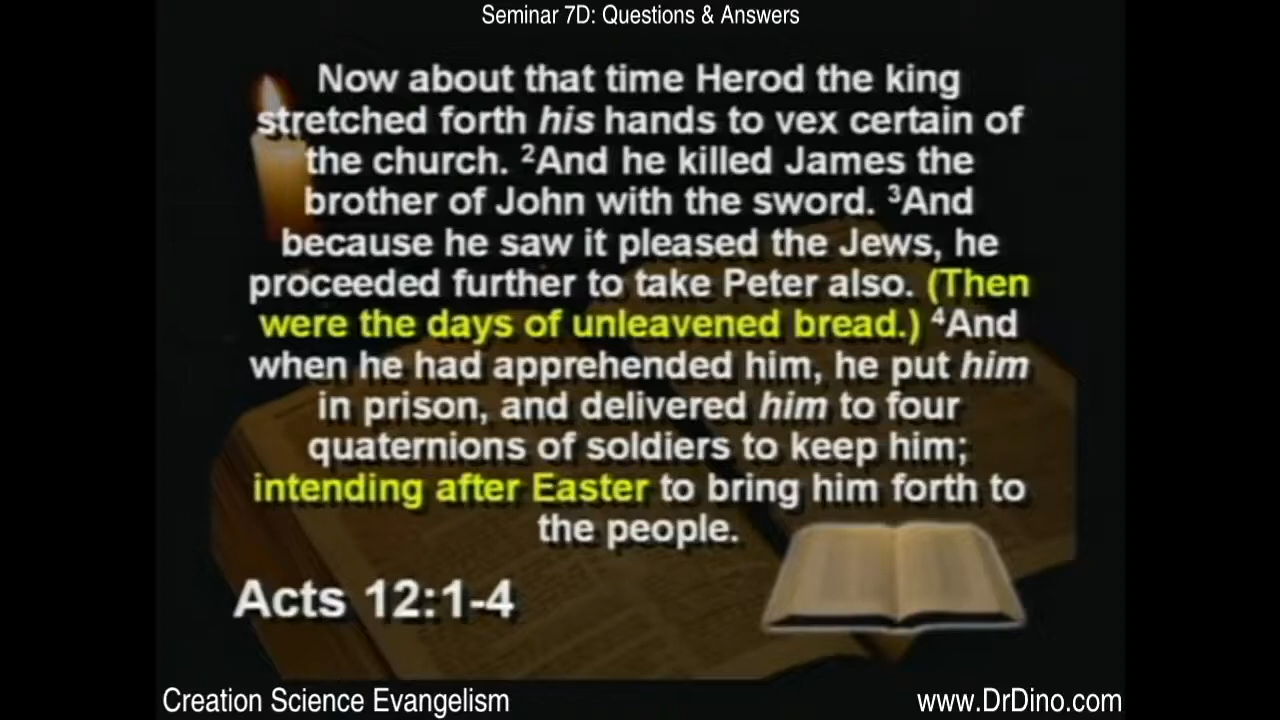 Seminar 7D: Questions & Answers
Now about that time Herod the king
stretched forth his hands to vex certain of
the church. ²And he killed James the
brother of John with the sword. ³And
because he saw it pleased the Jews, he
proceeded further to take Peter also. (Then
were the days of unleavened bread.) ⁴And
when he had apprehended him, he put him
in prison, and delivered him to four
quaternions of soldiers to keep him;
intending after Easter to bring him forth to
the people.
Acts 12:1-4
Creation Science Evangelism
www.DrDino.com